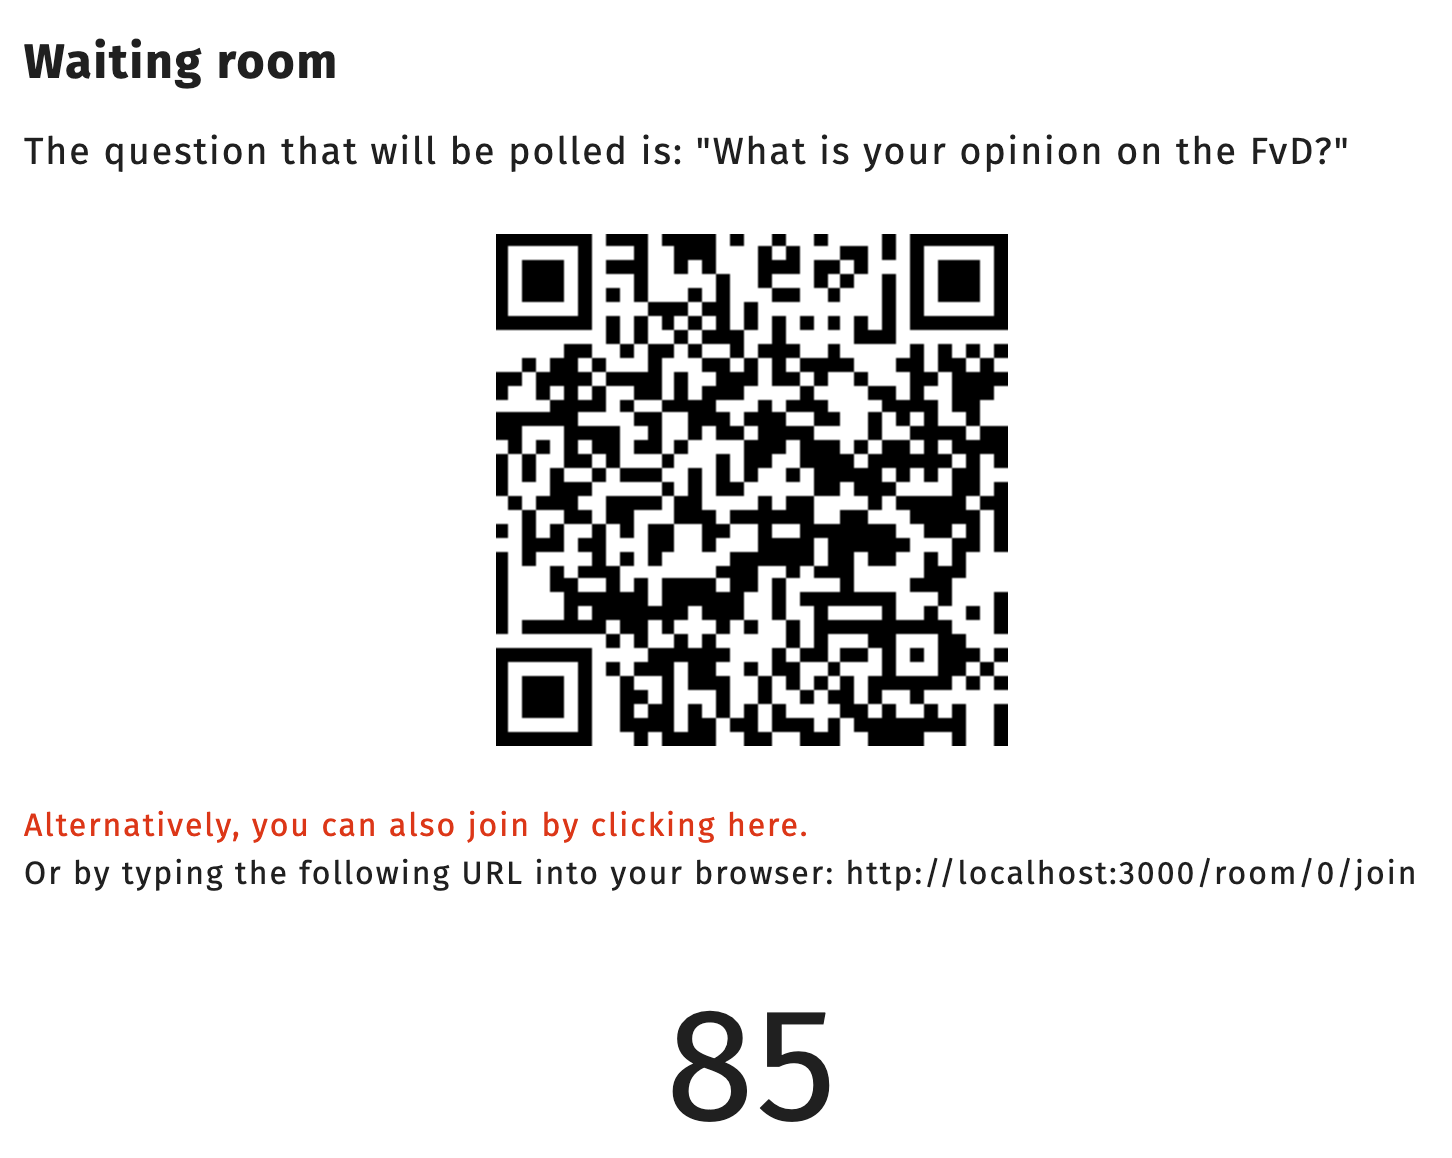 Waiting room
The question that will be polled is: "What is your opinion on the FvD?"
Alternatively, you can also join by clicking here.
Or by typing the following URL into your browser: http://localhost:3000/room/0/join
85